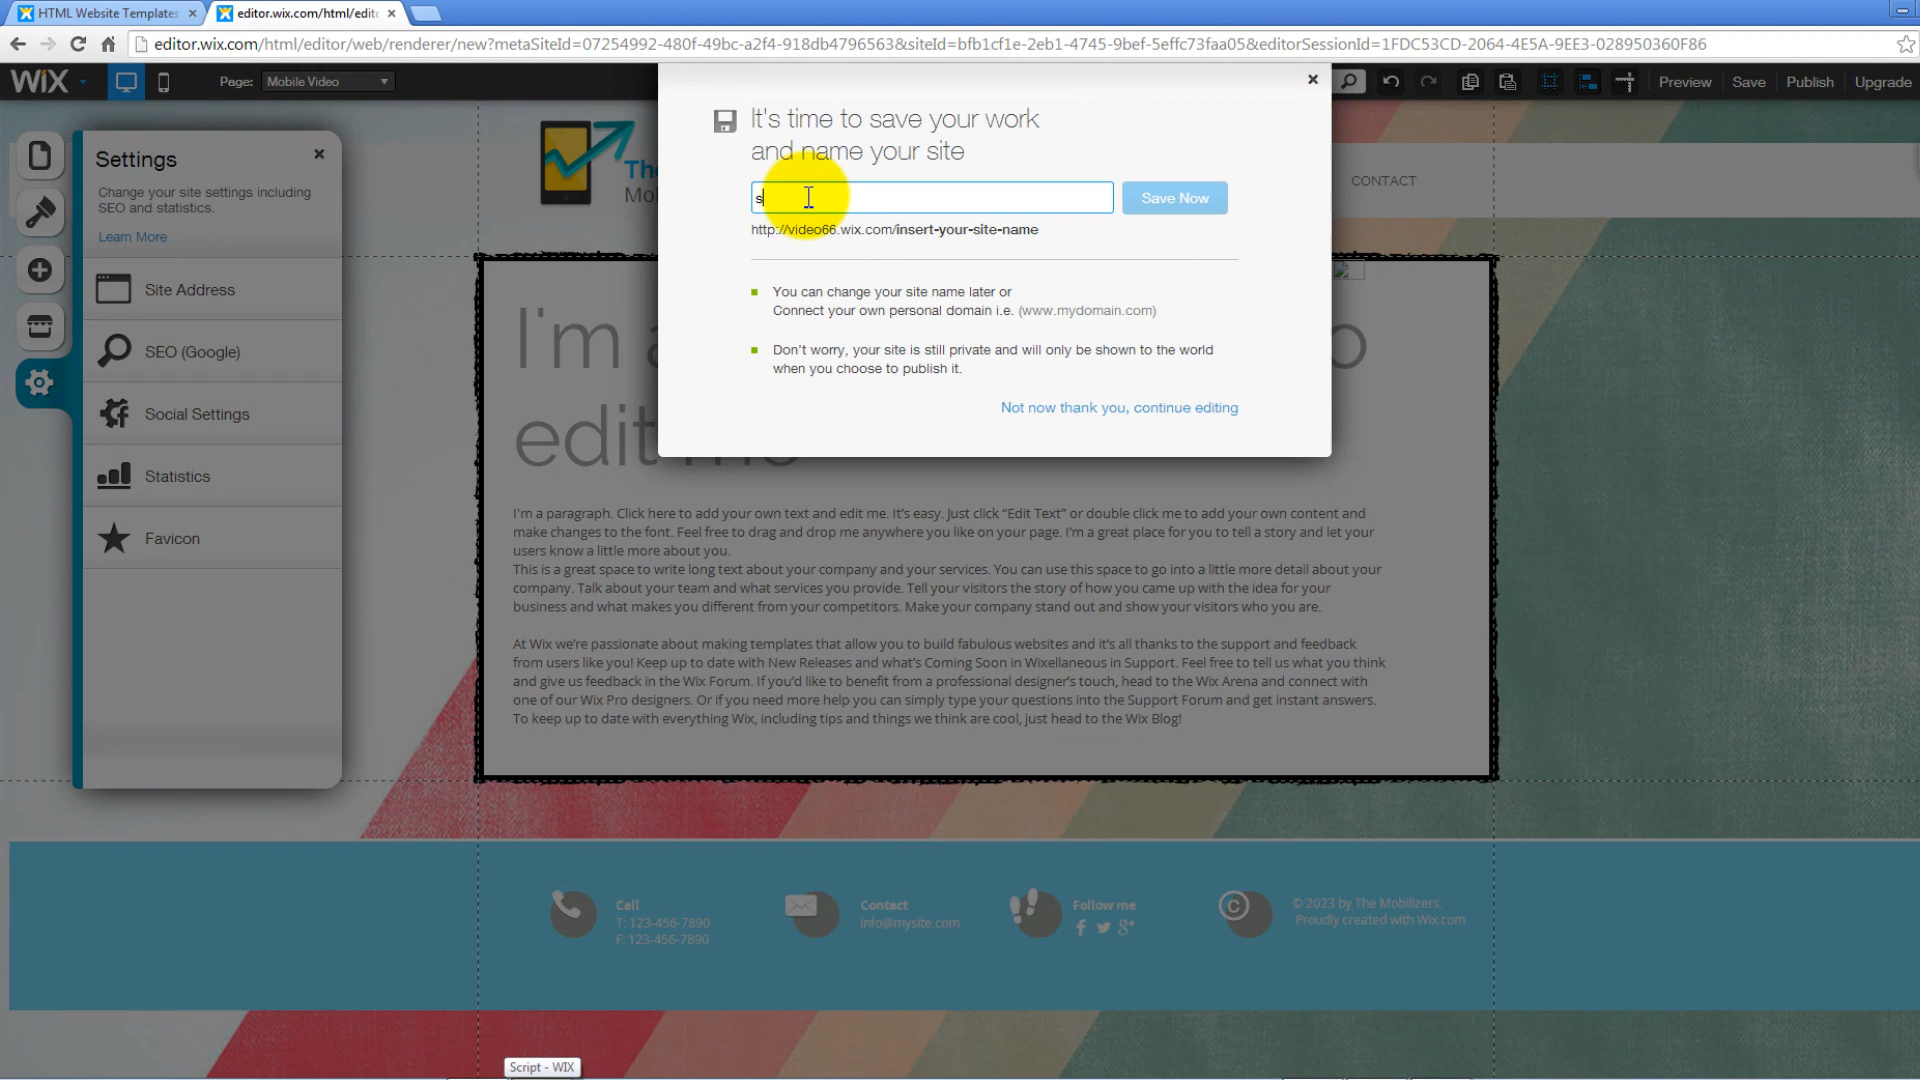 HTML Website Templates
editor.wix.com/html/edito
editor.wix.com/html/editor/web/renderer/new?metaSiteId=07254992-480f-49bc-a2f4-918db4796563&siteId=bfb1cf1e-2eb1-4745-9bef-5effc73faa05&editorSessionId=1FDC53CD-2064-4E5A-9EE3-028950360F86
WiX
Page: Mobile Video
Preview Save Publish Upgrade
It's time to save your work
and name your site
s
Save Now
http://video66.wix.com/insert-your-site-name
You can change your site name later or
Connect your own personal domain i.e. (www.mydomain.com)
Don't worry, your site is still private and will only be shown to the world
when you choose to publish it.
Not now thank you, continue editing
Settings
Change your site settings including
SEO and statistics.
Learn More
Site Address
SEO (Google)
Social Settings
Statistics
Favicon
CONTACT
I'm a
edit
I'm a paragraph. Click here to add your own text and edit me. It's easy. Just click “Edit Text” or double click me to add your own content and
make changes to the font. Feel free to drag and drop me anywhere you like on your page. I'm a great place for you to tell a story and let your
users know a little more about you.
This is a great space to write long text about your company and your services. You can use this space to go into a little more detail about your
company. Talk about your team and what services you provide. Tell your visitors the story of how you came up with the idea for your
business and what makes you different from your competitors. Make your company stand out and show your visitors who you are.
At Wix we're passionate about making templates that allow you to build fabulous websites and it's all thanks to the support and feedback
from users like you! Keep up to date with New Releases and what's Coming Soon in Wixellaneous in Support. Feel free to tell us what you think
and give us feedback in the Wix Forum. If you'd like to benefit from a professional designer's touch, head to the Wix Arena and connect with
one of our Wix Pro designers. Or if you need more help you can simply type your questions into the Support Forum and get instant answers.
To keep up to date with everything Wix, including tips and things we think are cool, just head to the Wix Blog!
Call
T: 123-456-7890
F: 123-456-7890
Contact
info@mysite.com
Follow me
© 2023 by The Mobilizers.
Proudly created with Wix.com
Script - WIX